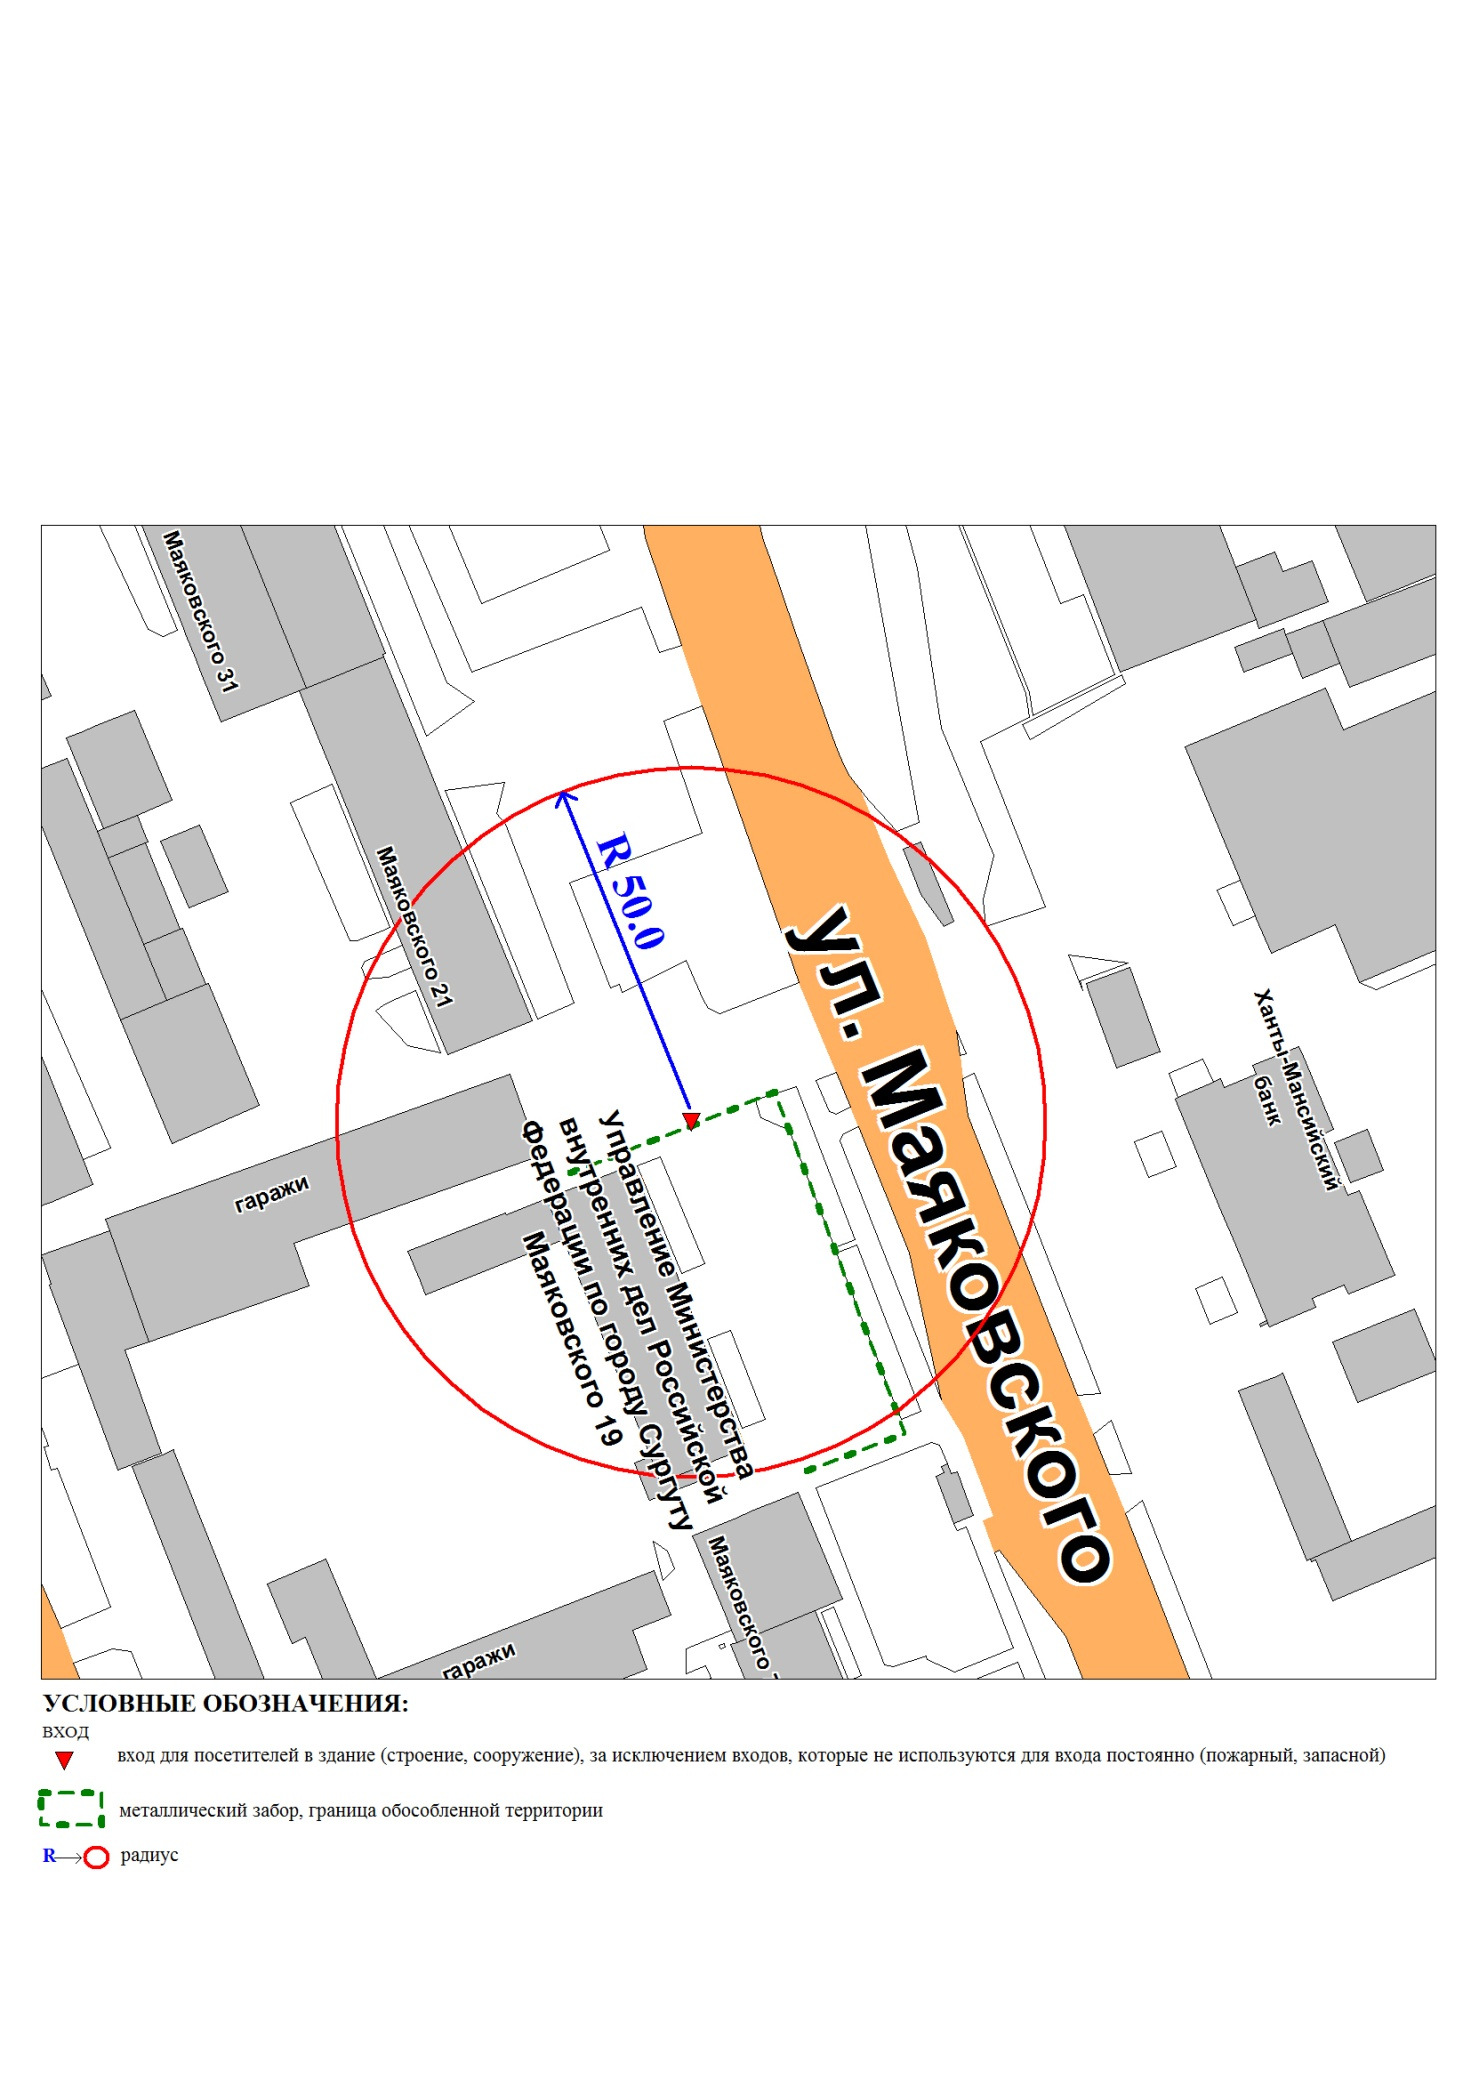 Маяковского 31
Маяковского 21
R 50.0
ул. Маяковского
Ханты-Мансийский
банк
гаражи
Управление Министерства
внутренних дел Российской
Федерации по городу Сургуту
Маяковского 19
Маяковского
гаражи
УСЛОВНЫЕ ОБОЗНАЧЕНИЯ:
ВХОД
вход для посетителей в здание (строение, сооружение), за исключением входов, которые не используются для входа постоянно (пожарный, запасной)
металлический забор, граница обособленной территории
R
радиус